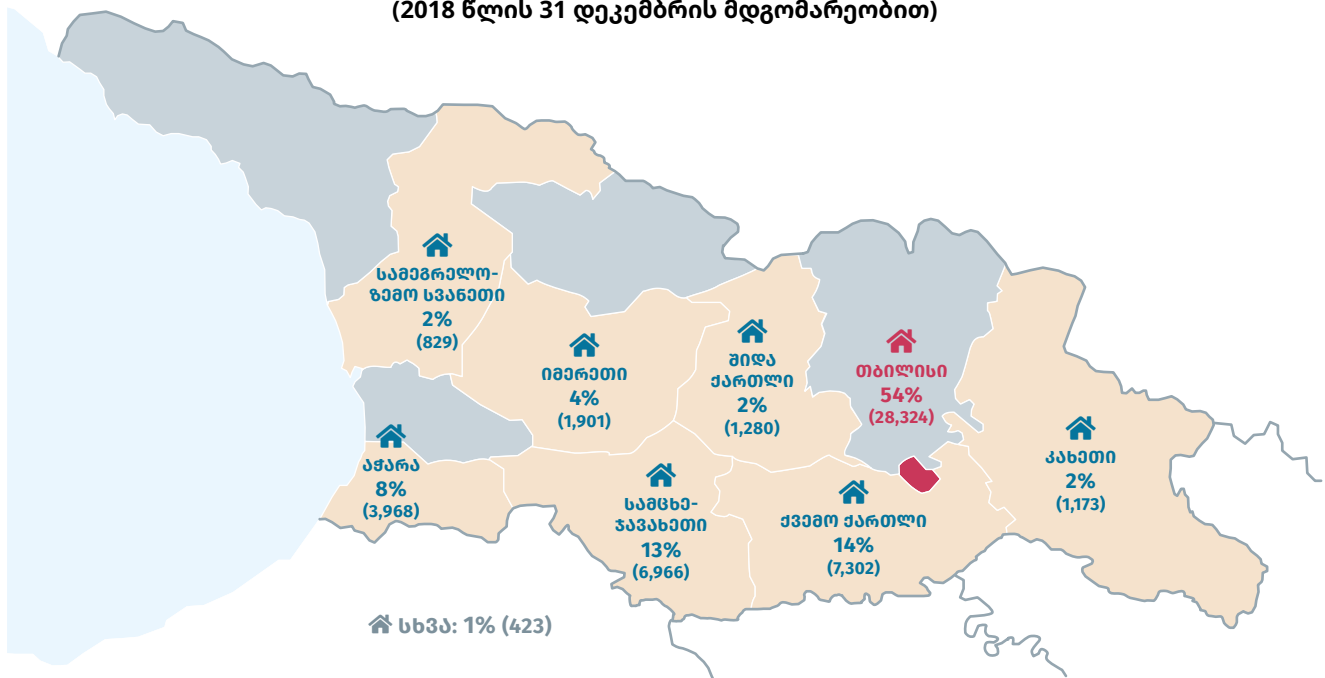 (2018 წლის 31 დეკემბრის მდგომარეობით)
სამეგრელო-
ზემო სვანეთი
2%
(829)
იმერეთი
4%
(1,901)
შიდა
ქართლი
2%
(1,280)
თბილისი
54%
(28,324)
კახეთი
2%
(1,173)
აჭარა
8%
(3,968)
სამცხე-
ჯავახეთი
13%
(6,966)
ქვემო ქართლი
14%
(7,302)
სხვა: 1% (423)